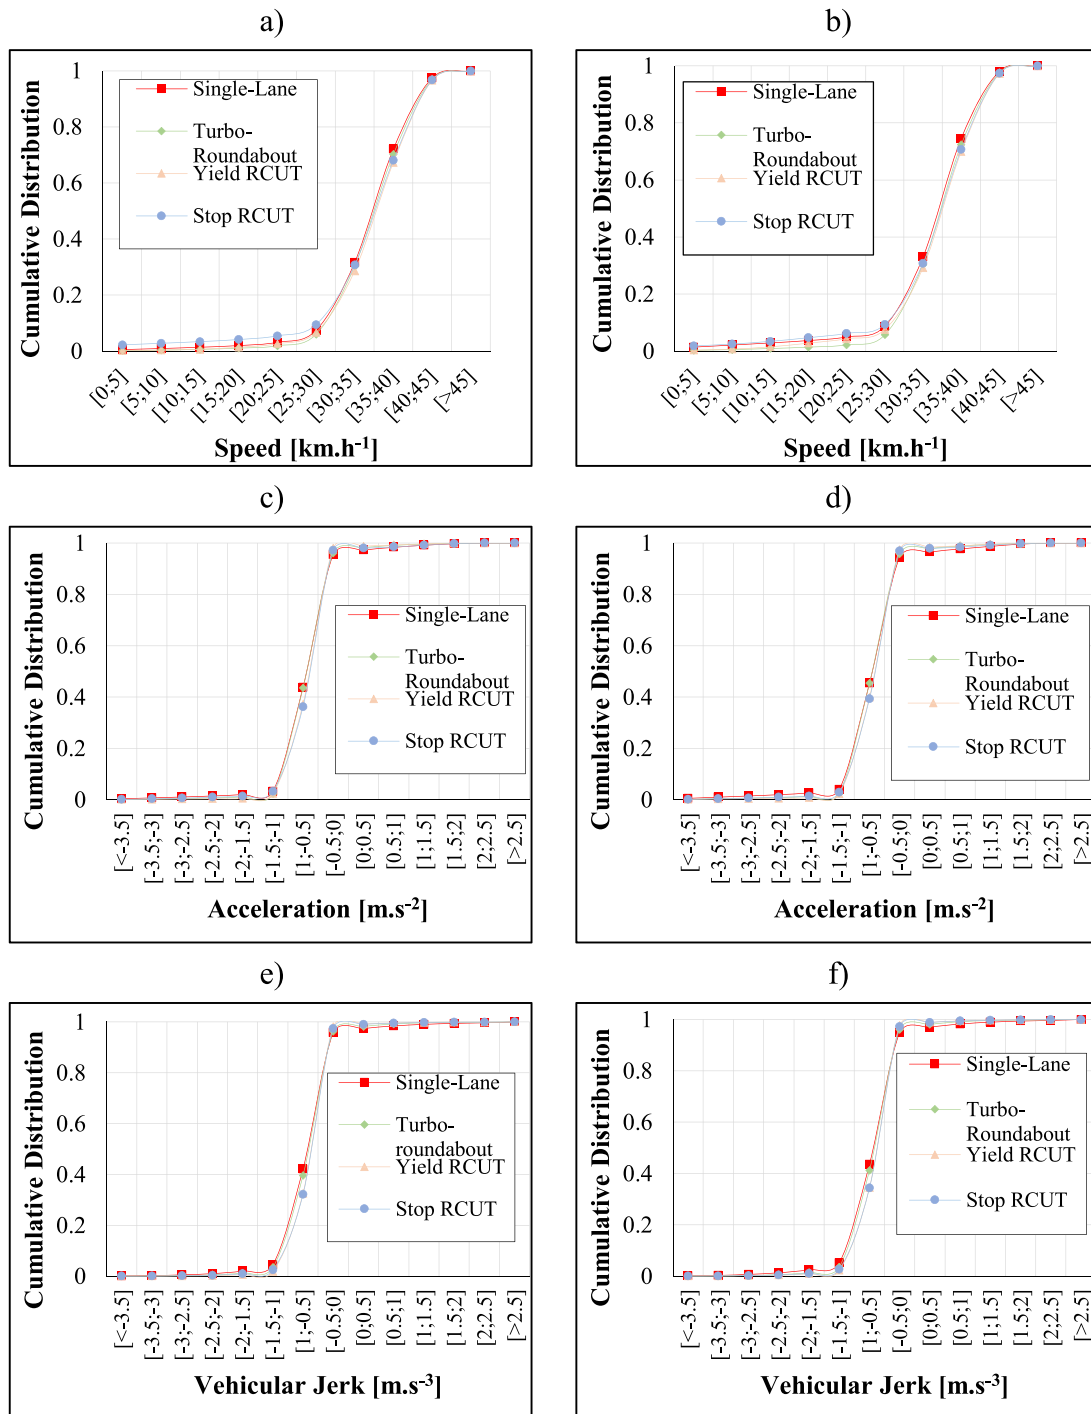 a)
Cumulative Distribution
1
0.8
0.6
0.4
0.2
0
Single-Lane
Turbo-
Roundabout
Yield RCUT
Stop RCUT
[0;5]
[5;10]
[10;15]
[15;20]
[20;25]
[25;30]
[30;35]
[35;40]
[40;45]
[>45]
Speed [km.h-1]
b)
Cumulative Distribution
1
0.8
0.6
0.4
0.2
0
Single-Lane
Turbo-
Roundabout
Yield RCUT
Stop RCUT
[0;5]
[5;10]
[10;15]
[15;20]
[20;25]
[25;30]
[30;35]
[35;40]
[40;45]
[>45]
Speed [km.h-1]
c)
Cumulative Distribution
1
0.8
0.6
0.4
0.2
0
Single-Lane
Turbo-
Roundabout
Yield RCUT
Stop RCUT
[<-3.5]
[-3.5;-3]
[-3;-2.5]
[-2.5;-2]
[-2;-1.5]
[-1.5;-1]
[1;-0.5]
[-0.5;0]
[0;0.5]
[0.5;1]
[1;1.5]
[1.5;2]
[2;2.5]
[>2.5]
Acceleration [m.s-2]
d)
Cumulative Distribution
1
0.8
0.6
0.4
0.2
0
Single-Lane
Turbo-
Roundabout
Yield RCUT
Stop RCUT
[<-3.5]
[-3.5;-3]
[-3;-2.5]
[-2.5;-2]
[-2;-1.5]
[-1.5;-1]
[1;-0.5]
[-0.5;0]
[0;0.5]
[0.5;1]
[1;1.5]
[1.5;2]
[2;2.5]
[>2.5]
Acceleration [m.s-2]
e)
Cumulative Distribution
1
0.8
0.6
0.4
0.2
0
Single-Lane
Turbo-
roundabout
Yield RCUT
Stop RCUT
[<-3.5]
[-3.5;-3]
[-3;-2.5]
[-2.5;-2]
[-2;-1.5]
[-1.5;-1]
[1;-0.5]
[-0.5;0]
[0;0.5]
[0.5;1]
[1;1.5]
[1.5;2]
[2;2.5]
[>2.5]
Vehicular Jerk [m.s-3]
f)
Cumulative Distribution
1
0.8
0.6
0.4
0.2
0
Single-Lane
Turbo-
Roundabout
Yield RCUT
Stop RCUT
[<-3.5]
[-3.5;-3]
[-3;-2.5]
[-2.5;-2]
[-2;-1.5]
[-1.5;-1]
[1;-0.5]
[-0.5;0]
[0;0.5]
[0.5;1]
[1;1.5]
[1.5;2]
[2;2.5]
[>2.5]
Vehicular Jerk [m.s-3]